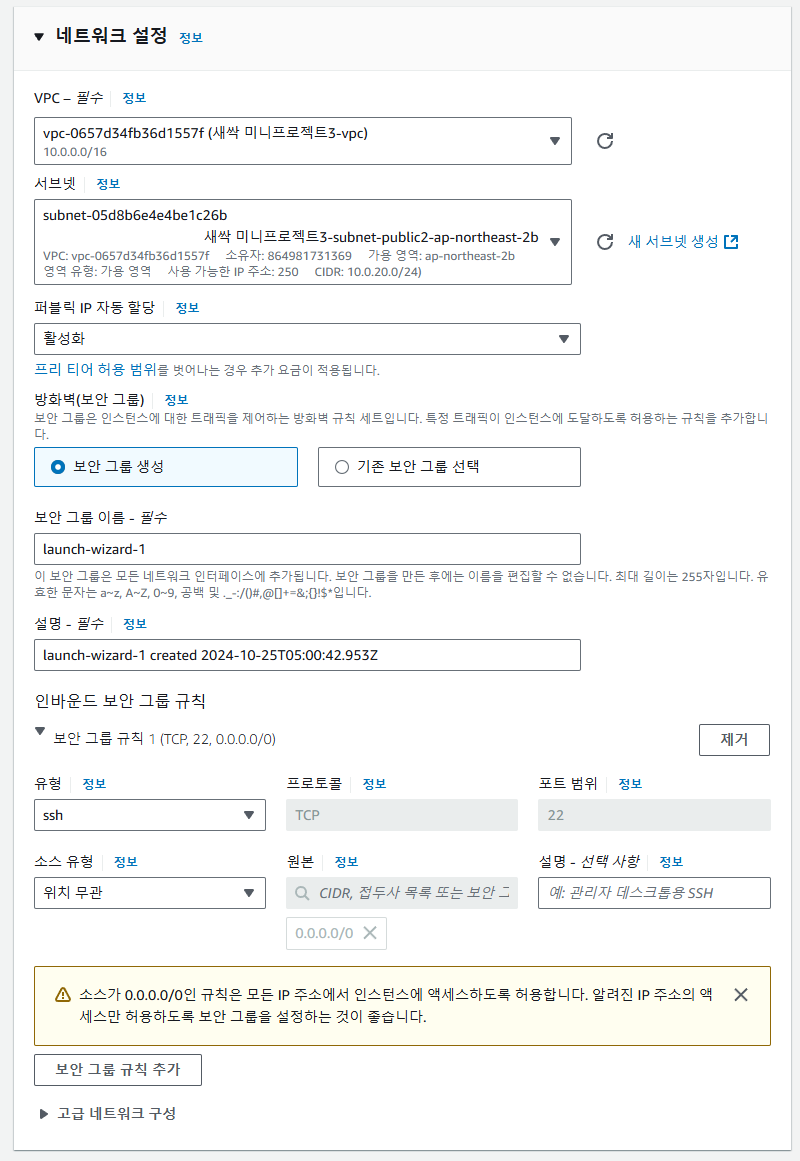 네트워크 설정 정보
VPC – 필수 정보
vpc-0657d34fb36d1557f (새싹 미니프로젝트3-vpc)
10.0.0.0/16
서브넷 정보
subnet-05d8b6e4e4be1c26b
새싹 미니프로젝트3-subnet-public2-ap-northeast-2b
VPC: vpc-0657d34fb36d1557f 소유자: 864981731369 가용 영역: ap-northeast-2b
영역 유형: 가용 영역 사용 가능한 IP 주소: 250 CIDR: 10.0.20.0/24)
새 서브넷 생성
퍼블릭 IP 자동 할당 정보
활성화
프리 티어 허용 범위를 벗어나는 경우 추가 요금이 적용됩니다.
방화벽(보안 그룹) 정보
보안 그룹은 인스턴스에 대한 트래픽을 제어하는 방화벽 규칙 세트입니다. 특정 트래픽이 인스턴스에 도달하도록 허용하는 규칙을 추가합니
다.
보안 그룹 생성 기존 보안 그룹 선택
보안 그룹 이름 - 필수
launch-wizard-1
이 보안 그룹은 모든 네트워크 인터페이스에 추가됩니다. 보안 그룹을 만든 후에는 이름을 편집할 수 없습니다. 최대 길이는 255자입니다. 유
효한 문자는 a~z, A~Z, 0~9, 공백 및 ._-:/()#,@[]+=&;{}!$*입니다.
설명 - 필수 정보
launch-wizard-1 created 2024-10-25T05:00:42.953Z
인바운드 보안 그룹 규칙
보안 그룹 규칙 1 (TCP, 22, 0.0.0.0/0) 제거
유형 정보 프로토콜 정보 포트 범위 정보
ssh TCP 22
소스 유형 정보 원본 정보 설명 - 선택 사항 정보
위치 무관 CIDR, 접두사 목록 또는 보안 그 예: 관리자 데스크톱용 SSH
0.0.0.0/0
소스가 0.0.0.0/0인 규칙은 모든 IP 주소에서 인스턴스에 액세스하도록 허용합니다. 알려진 IP 주소의 액
세스만 허용하도록 보안 그룹을 설정하는 것이 좋습니다.
보안 그룹 규칙 추가
고급 네트워크 구성